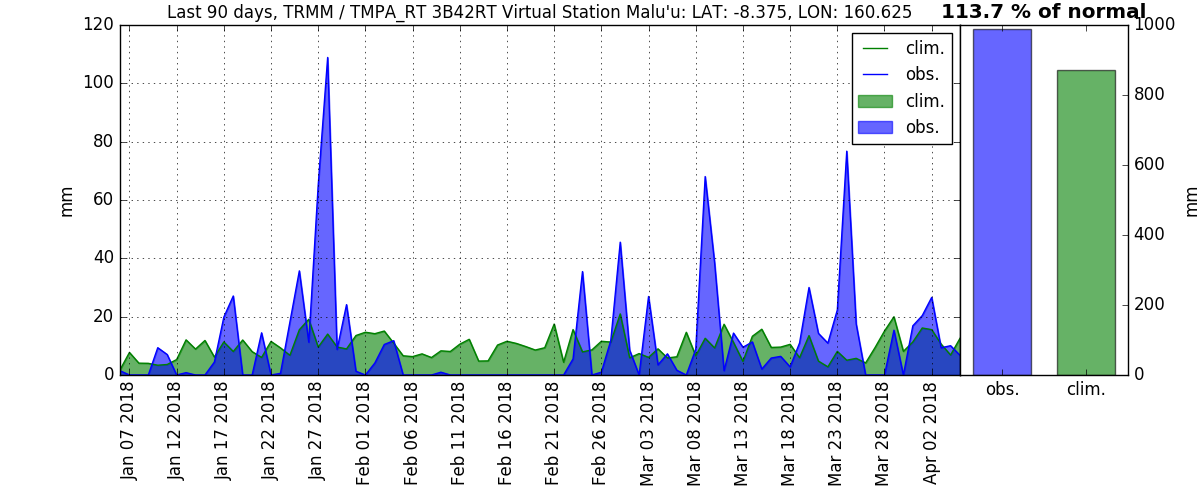 Last 90 days, TRMM / TMPA_RT 3B42RT Virtual Station Malu'u: LAT: -8.375, LON: 160.625
113.7 % of normal
120
100
80
60
40
20
0
mm
clim.
obs.
clim.
obs.
Jan 07 2018
Jan 12 2018
Jan 17 2018
Jan 22 2018
Jan 27 2018
Feb 01 2018
Feb 06 2018
Feb 11 2018
Feb 16 2018
Feb 21 2018
Feb 26 2018
Mar 03 2018
Mar 08 2018
Mar 13 2018
Mar 18 2018
Mar 23 2018
Mar 28 2018
Apr 02 2018
1000
800
600
400
200
0
mm
obs.
clim.